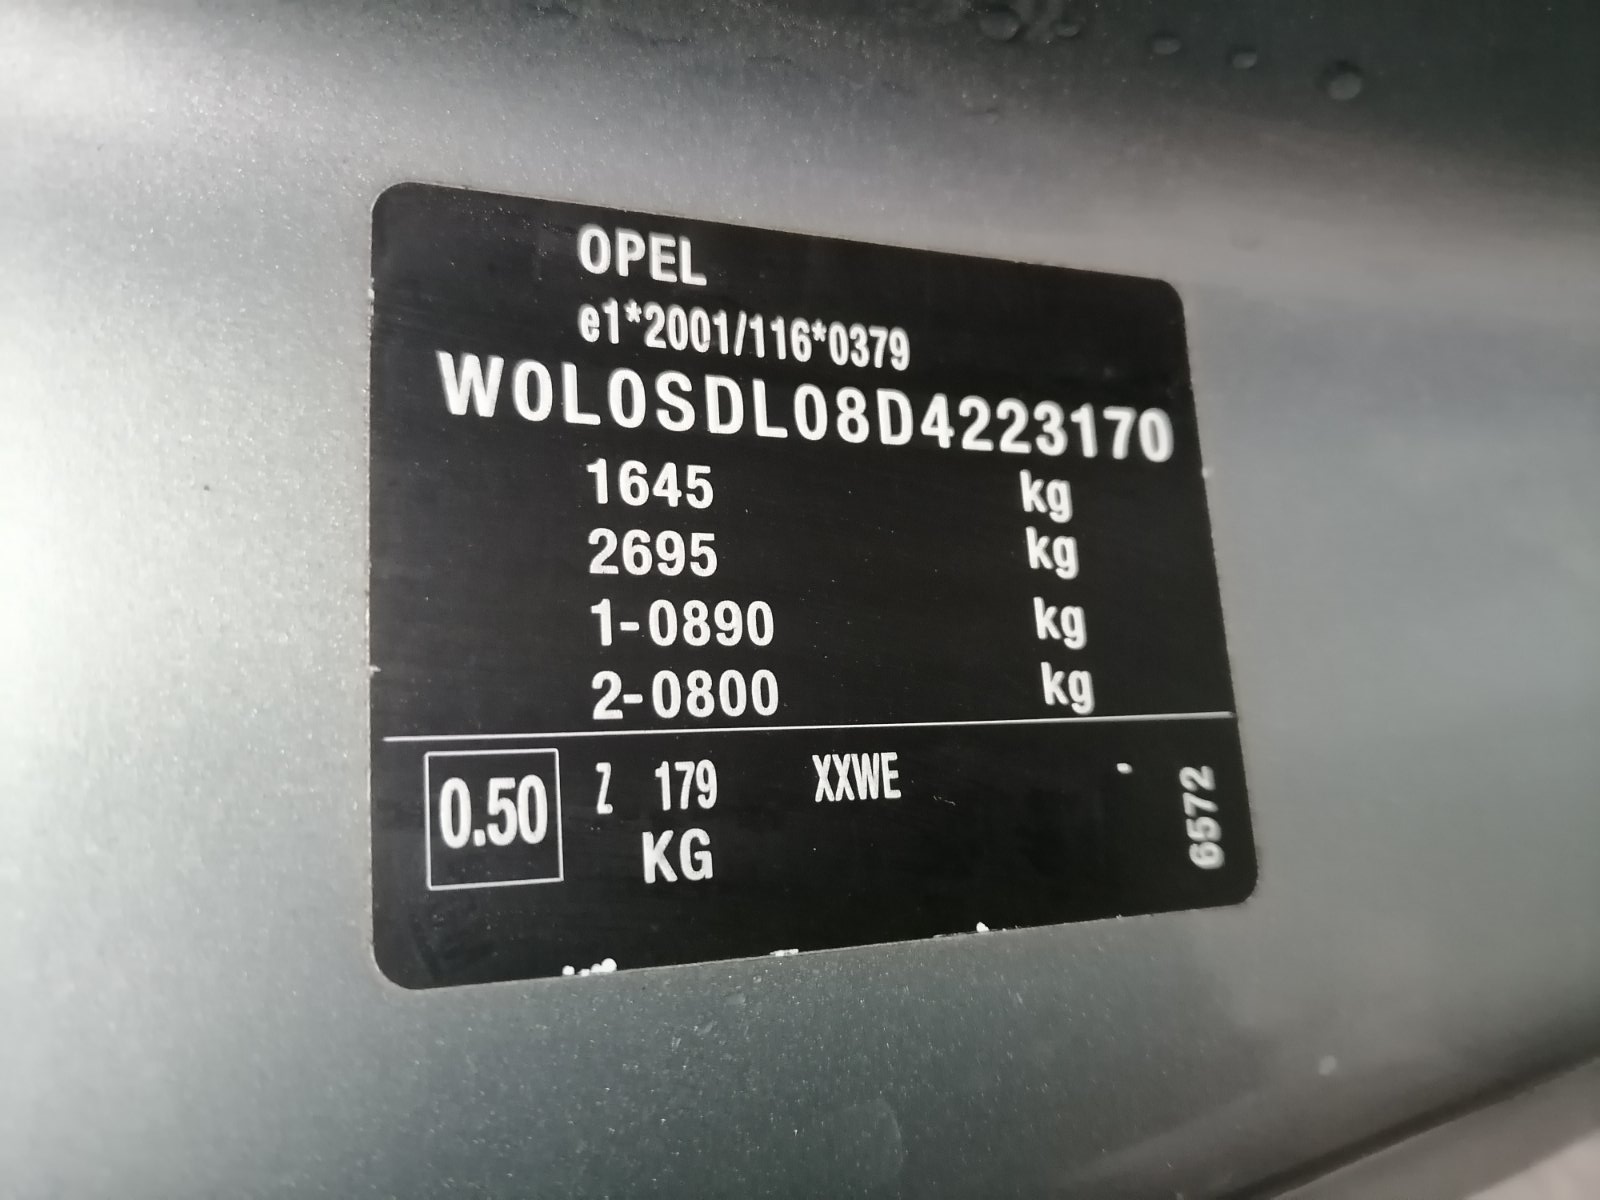 OPEL
e1*2001/116*0379
W0L0SDL08D4223170
1645 kg
2695 kg
1-0890 kg
2-0800 kg
0.50 Z 179 XXWE
KG
6572